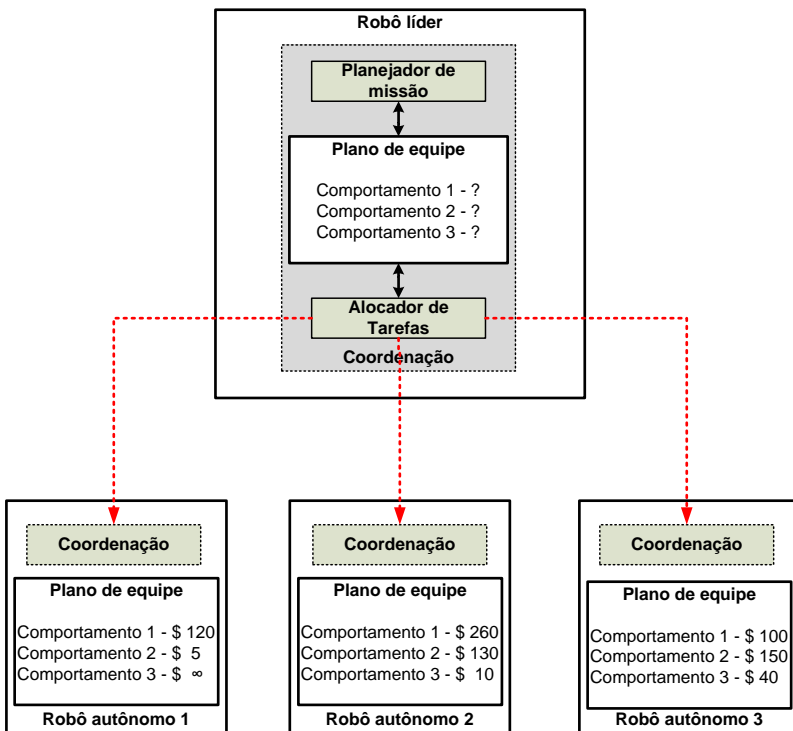 Robô líder
Planejador de
missão
Plano de equipe
Comportamento 1 - ?
Comportamento 2 - ?
Comportamento 3 - ?
Alocador de
Tarefas
Coordenação
Coordenação
Plano de equipe
Comportamento 1 - $ 120
Comportamento 2 - $ 5
Comportamento 3 - $ ∞
Robô autônomo 1
Coordenação
Plano de equipe
Comportamento 1 - $ 260
Comportamento 2 - $ 130
Comportamento 3 - $ 10
Robô autônomo 2
Coordenação
Plano de equipe
Comportamento 1 - $ 100
Comportamento 2 - $ 150
Comportamento 3 - $ 40
Robô autônomo 3